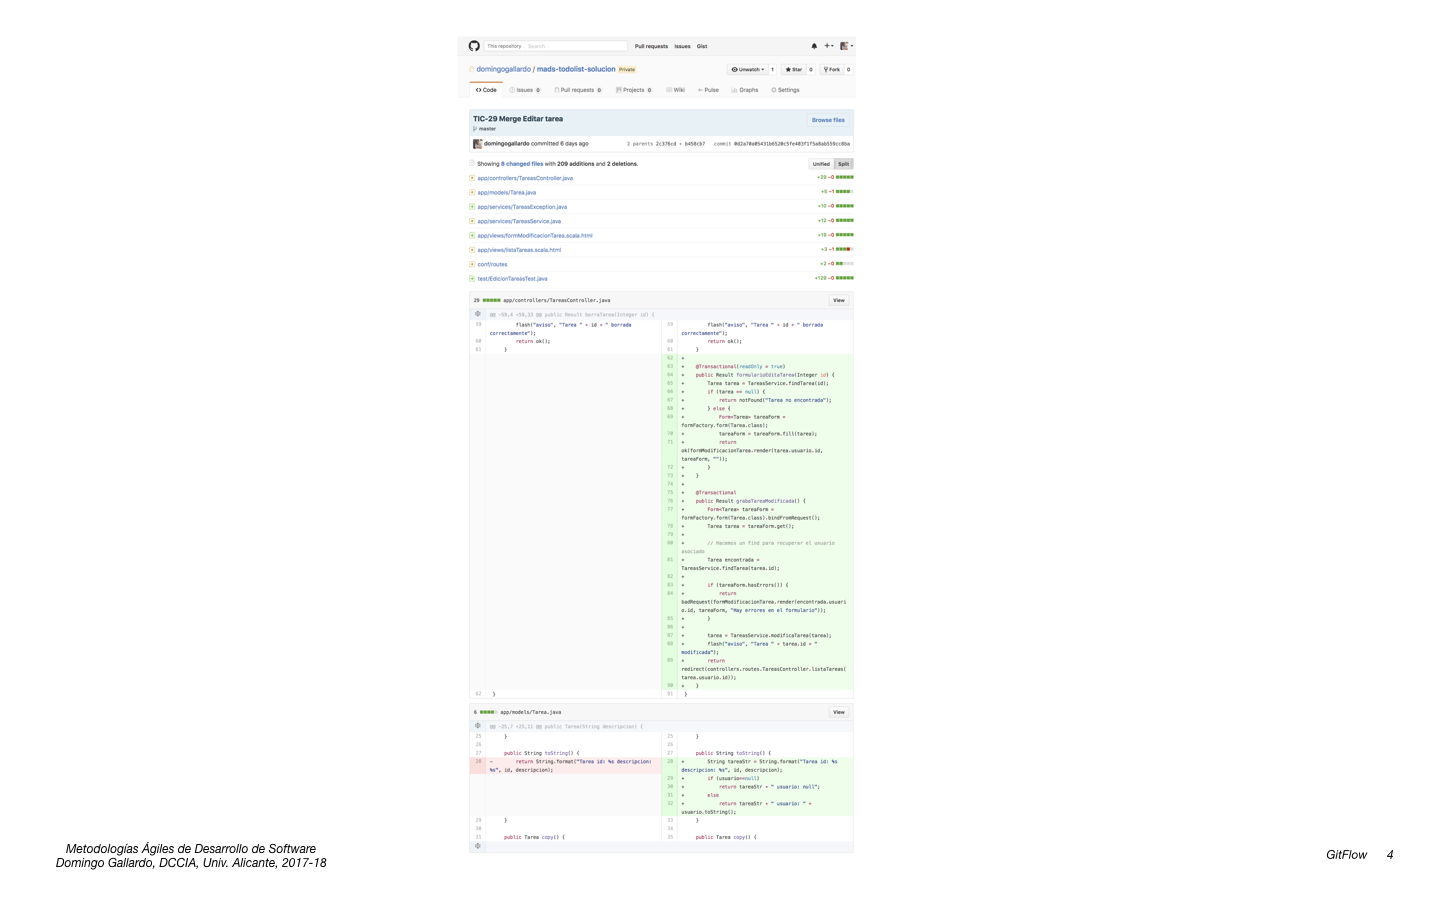 This repository Search Pull requests Issues Gist
domingogallardo / mads-todolist-solucion Private Unwatch 1 Star 0 Fork 0
Code Issues 0 Pull requests 0 Projects 0 Wiki Pulse Graphs Settings
TIC-29 Merge Editar tarea Browse files
master
domingogallardo committed 6 days ago 2 parents 2c376cd + b458cb7 commit
Showing 8 changed files with 209 additions and 2 deletions. Unified Split
app/controllers/TareasController.java +29 −0
app/models/Tarea.java +5 −1
app/services/TareasException.java +10 −0
app/services/TareasService.java +12 −0
app/views/formModificacionTarea.scala.html +19 −0
app/views/listaTareas.scala.html +3 −1
conf/routes +2 −0
test/EdicionTareasTest.java +129 −0
29 app/controllers/TareasController.java View
@@ -59,4 +59,33 @@ public Result borraTarea(Integer id) {
59 flash("aviso", "Tarea " + id + " borrada 59 flash("aviso", "Tarea " + id + " borrada
correctamente"); correctamente");
60 return ok(); 60 return ok();
61 } 61 }
62 +
63 + @Transactional(readOnly = true)
64 + public Result formularioEditaTarea(Integer id) {
65 + Tarea tarea = TareasService.findTarea(id);
66 + if (tarea == null) {
67 + return notFound("Tarea no encontrada");
68 + } else {
69 + Form<Tarea> tareaForm =
formFactory.form(Tarea.class);
70 + tareaForm = tareaForm.fill(tarea);
71 + return
ok(formModificacionTarea.render(tarea.usuario.id,
tareaForm, ""));
72 + }
73 + }
74 +
75 + @Transactional
76 + public Result grabaTareaModificada() {
77 + Form<Tarea> tareaForm =
formFactory.form(Tarea.class).bindFromRequest();
78 + Tarea tarea = tareaForm.get();
79 +
80 + // Hacemos un find para recuperar el usuario
asociado
81 + Tarea encontrada =
TareasService.findTarea(tarea.id);
82 +
83 + if (tareaForm.hasErrors()) {
84 + return
badRequest(formModificacionTarea.render(encontrada.usuari
o.id, tareaForm, "Hay errores en el formulario"));
85 + }
86 +
87 + tarea = TareasService.modificaTarea(tarea);
88 + flash("aviso", "Tarea " + tarea.id + "
modificada");
89 + return
redirect(controllers.routes.TareasController.listaTareas(
tarea.usuario.id));
90 + }
62 } 91 }
6 app/models/Tarea.java View
@@ -25,7 +25,11 @@ public Tarea(String descripcion) {
25 } 25 }
26 26
27 public String toString() { 27 public String toString() {
28 - return String.format("Tarea id: %s descripcion: 28 + String tareaStr = String.format("Tarea id: %s
%s", id, descripcion); descripcion: %s", id, descripcion);
29 + if (usuario==null)
30 + return tareaStr + " usuario: null";
31 + else
32 + return tareaStr + " usuario: " +
usuario.toString();
29 } 33 }
30 34
31 public Tarea copy() { 35 public Tarea copy() {
Metodologías Ágiles de Desarrollo de Software
Domingo Gallardo, DCCIA, Univ. Alicante, 2017-18
GitFlow 4